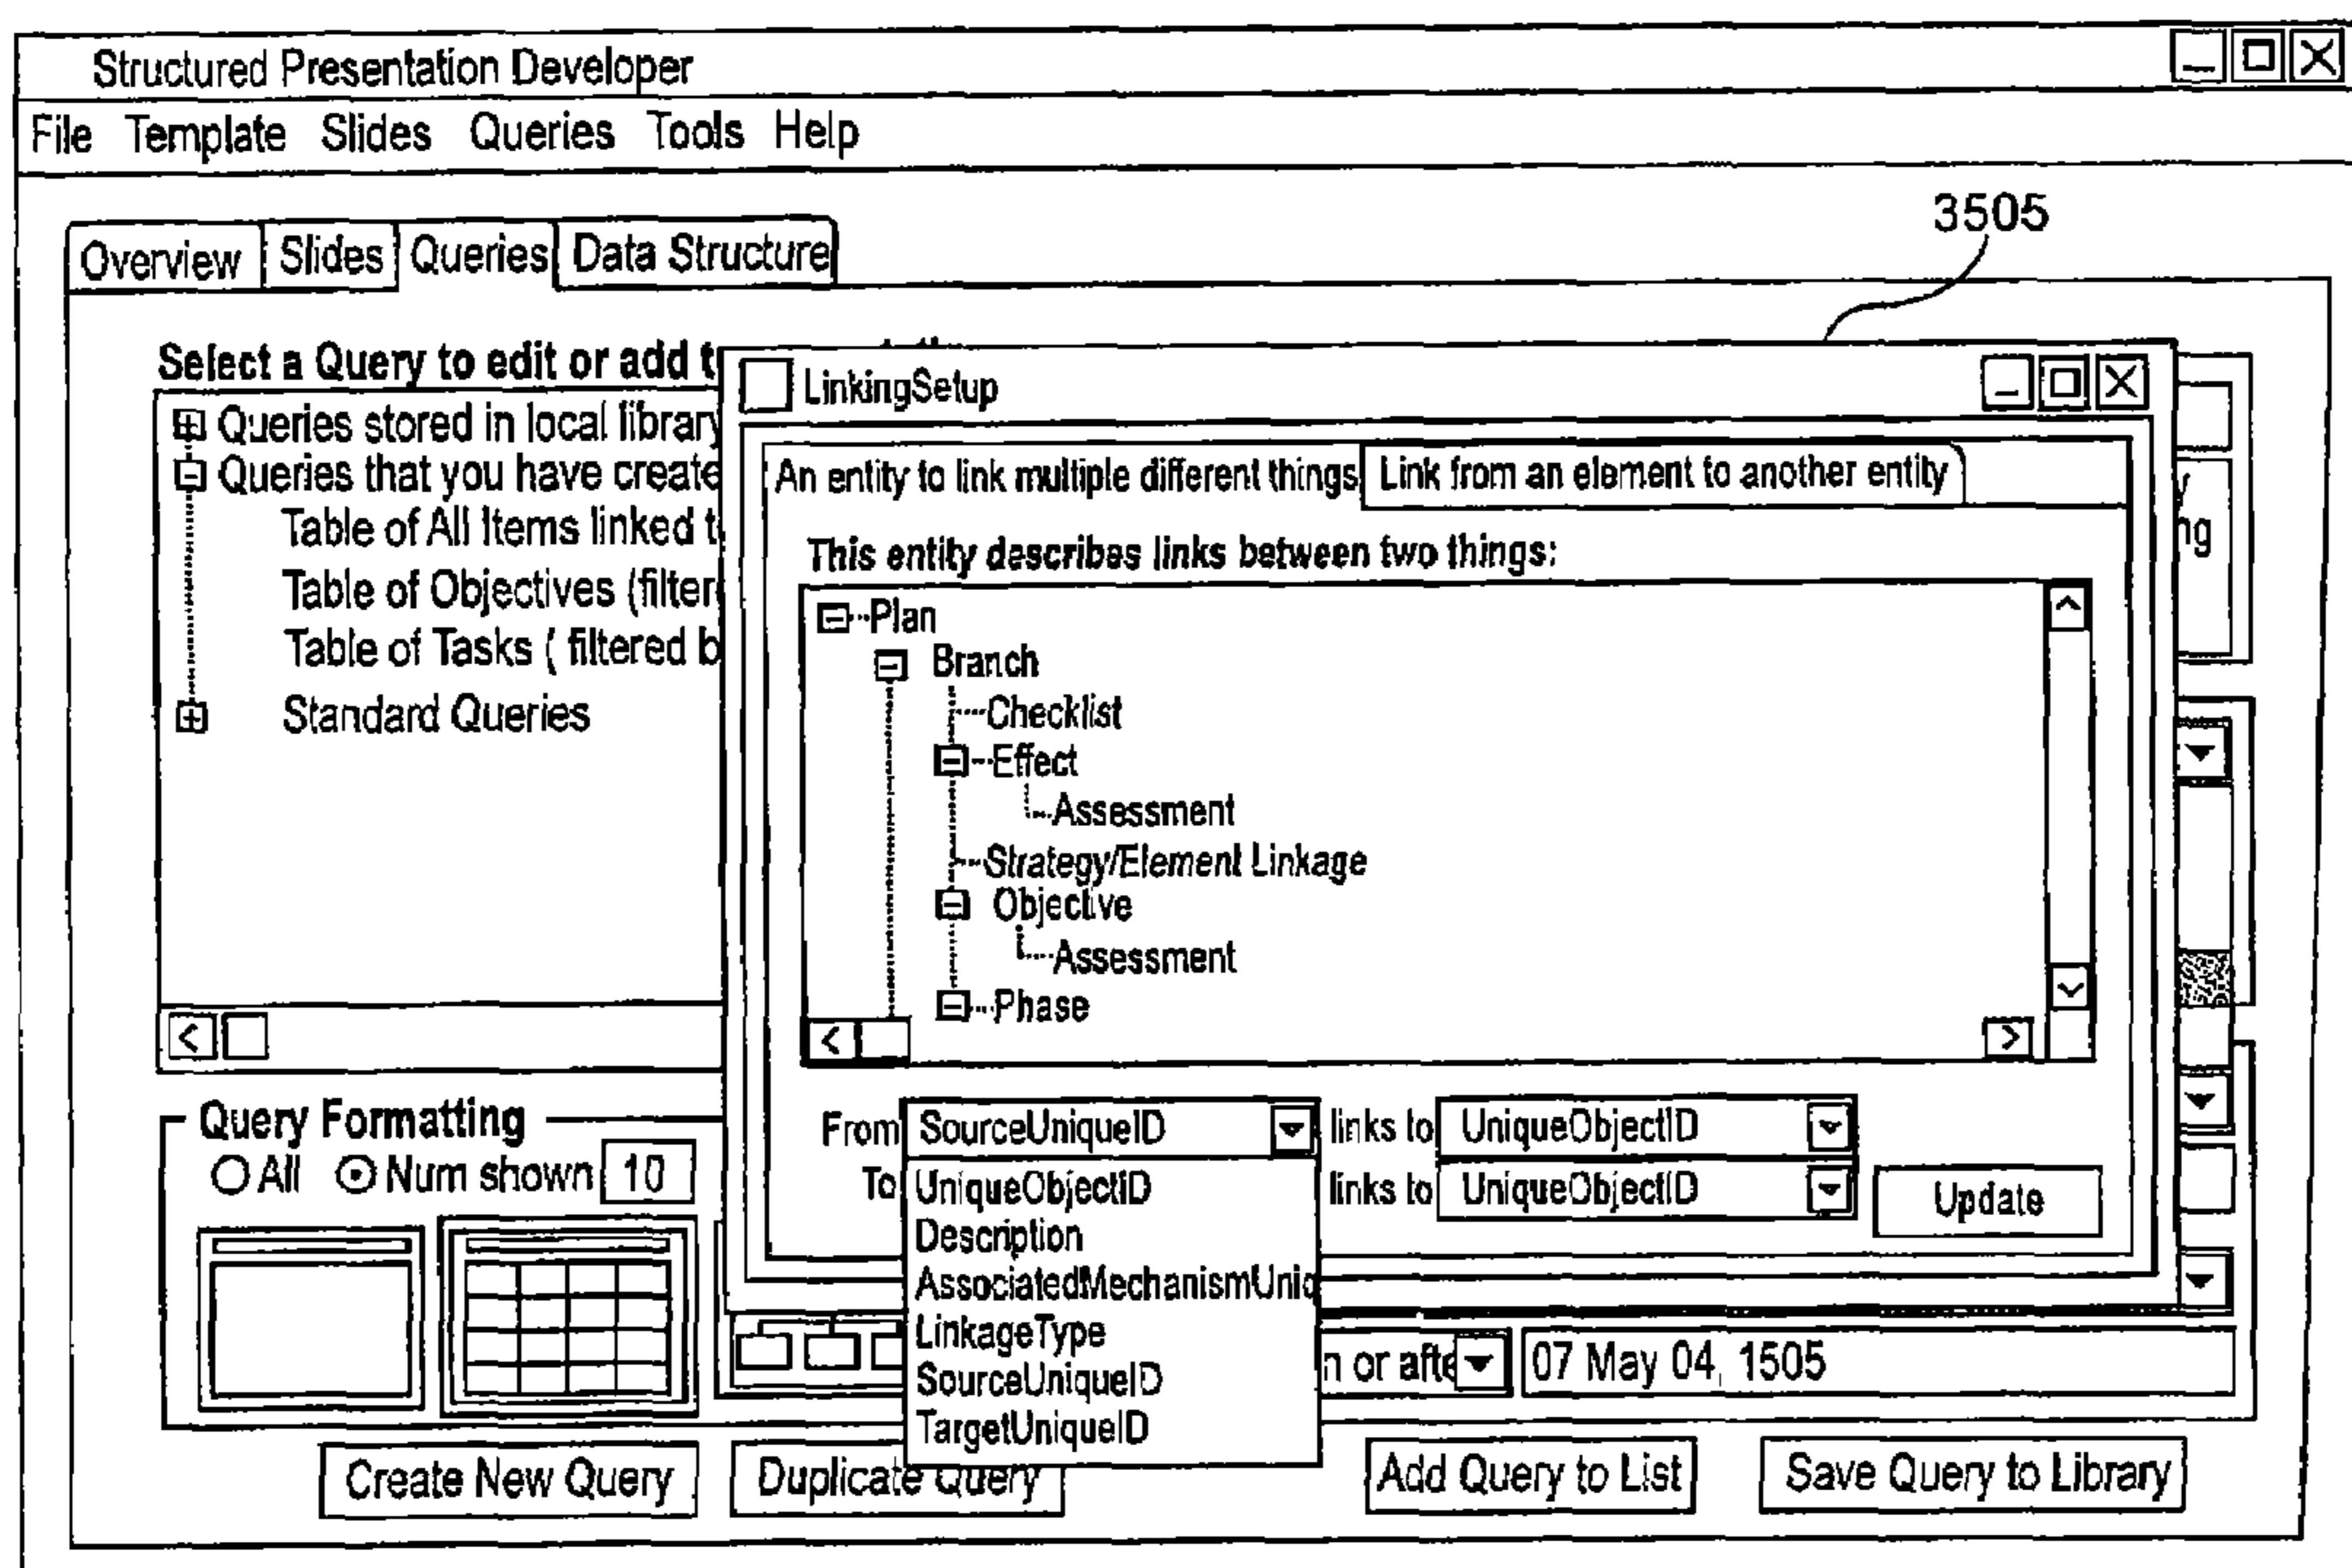 Structured Presentation Developer
File Template Slides Queries Tools Help
3505
Overview Slides Queries Data Structure
Select a Query to edit or add t
LinkingSetup
Queries stored in local library
Queries that you have create
Table of All Items linked t
Table of Objectives (filter
Table of Tasks ( filtered b
Standard Queries
An entity to link multiple different things Link from an element to another entity
This entity describes links between two things:
Plan
Branch
Checklist
Effect
Assessment
Strategy/Element Linkage
Objective
Assessment
Phase
ng
Query Formatting
All Num shown 10
From SourceUniqueID links to UniqueObjectID
To UniqueObjectID links to UniqueObjectID Update
Description
AssociatedMechanismUniq
LinkageType
SourceUniqueID
TargetUniqueID
n or afte 07 May 04, 1505
Create New Query Duplicate Query Add Query to List Save Query to Library